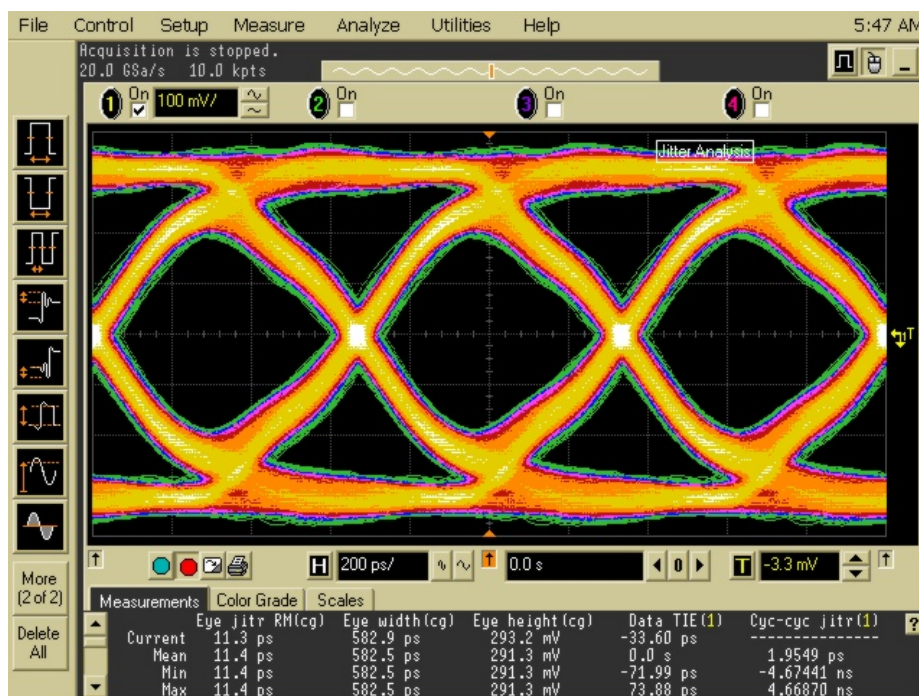 File Control Setup Measure Analyze Utilities Help 5:47 AM
Acquisition is stopped.
20.0 GSa/s 10.0 kpts
1 On 100 mV/ 2 On 3 On 4 On
Jitter Analysis
T
More
(2 of 2)
Delete
All
H 200 ps/ 0.0 s 0 T -3.3 mV
Measurements Color Grade Scales
Eye jitr RM(cg) Eye width(cg) Eye height(cg) Data TIE(1) Cyc-cyc jitr(1) ?
Current 11.3 ps 582.9 ps 293.2 mV -33.60 ps ---------------
Mean 11.4 ps 582.5 ps 291.3 mV 0.0 s 1.9549 ps
Min 11.4 ps 582.5 ps 291.3 mV -71.99 ps -4.67441 ns
Max 11.4 ps 582.5 ps 291.3 mV 73.88 ps 4.66870 ns